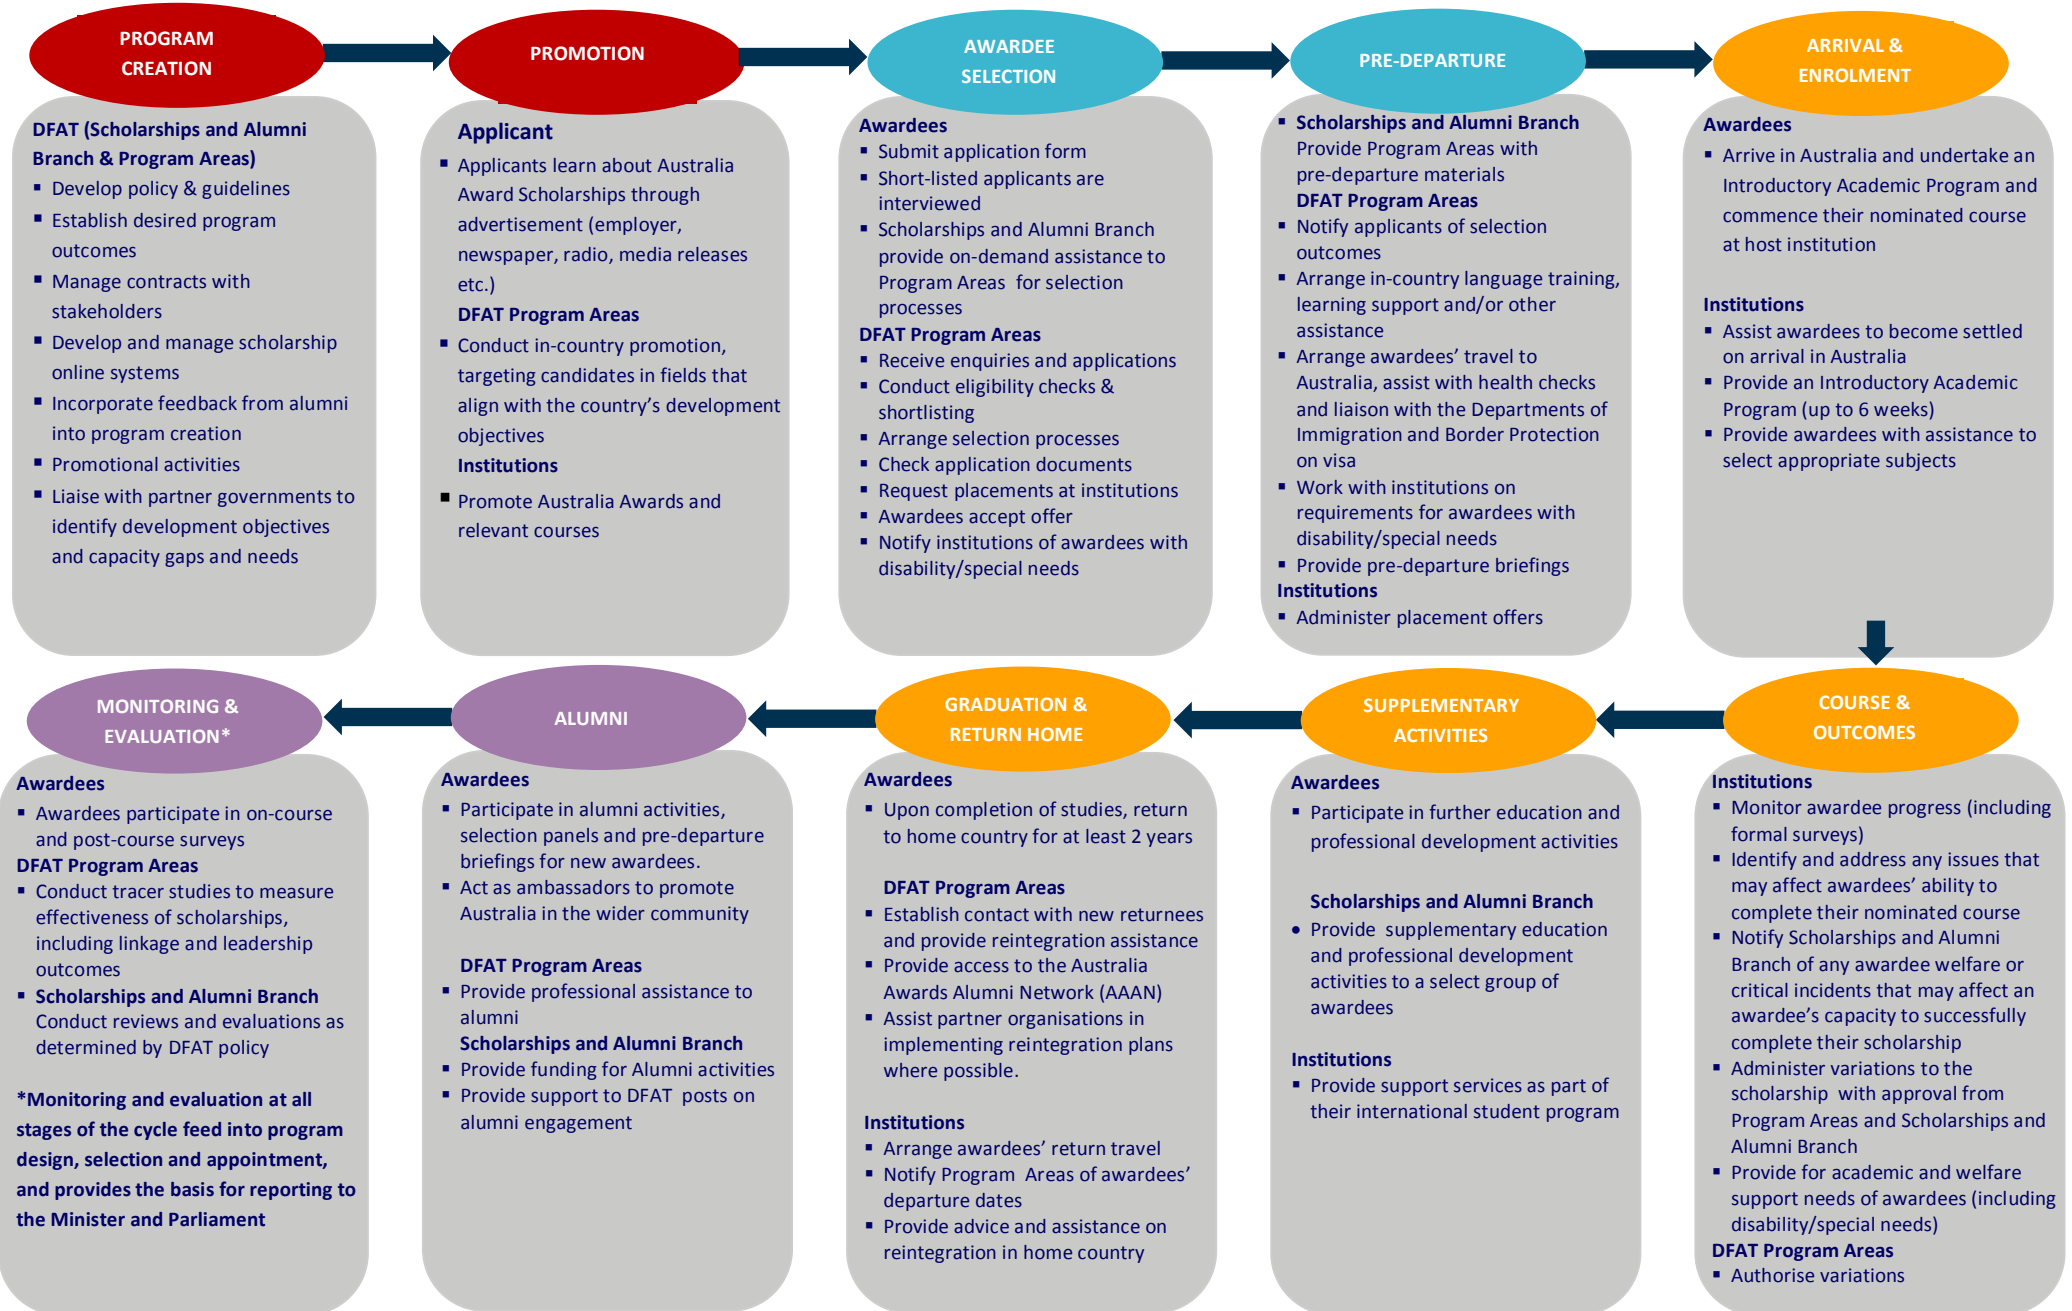 PROGRAM
CREATION
DFAT (Scholarships and Alumni
Branch & Program Areas)
▪ Develop policy & guidelines
▪ Establish desired program
outcomes
▪ Manage contracts with
stakeholders
▪ Develop and manage scholarship
online systems
▪ Incorporate feedback from alumni
into program creation
▪ Promotional activities
▪ Liaise with partner governments to
identify development objectives
and capacity gaps and needs
PROMOTION
Applicant
▪ Applicants learn about Australia
Award Scholarships through
advertisement (employer,
newspaper, radio, media releases
etc.)
DFAT Program Areas
▪ Conduct in-country promotion,
targeting candidates in fields that
align with the country’s development
objectives
Institutions
▪ Promote Australia Awards and
relevant courses
AWARDEE
SELECTION
Awardees
▪ Submit application form
▪ Short-listed applicants are
interviewed
▪ Scholarships and Alumni Branch
provide on-demand assistance to
Program Areas for selection
processes
DFAT Program Areas
▪ Receive enquiries and applications
▪ Conduct eligibility checks &
shortlisting
▪ Arrange selection processes
▪ Check application documents
▪ Request placements at institutions
▪ Awardees accept offer
▪ Notify institutions of awardees with
disability/special needs
PRE-DEPARTURE
▪ Scholarships and Alumni Branch
Provide Program Areas with
pre-departure materials
DFAT Program Areas
▪ Notify applicants of selection
outcomes
▪ Arrange in-country language training,
learning support and/or other
assistance
▪ Arrange awardees’ travel to
Australia, assist with health checks
and liaison with the Departments of
Immigration and Border Protection
on visa
▪ Work with institutions on
requirements for awardees with
disability/special needs
▪ Provide pre-departure briefings
Institutions
▪ Administer placement offers
ARRIVAL &
ENROLMENT
Awardees
▪ Arrive in Australia and undertake an
Introductory Academic Program and
commence their nominated course
at host institution
Institutions
▪ Assist awardees to become settled
on arrival in Australia
▪ Provide an Introductory Academic
Program (up to 6 weeks)
▪ Provide awardees with assistance to
select appropriate subjects
COURSE &
OUTCOMES
Institutions
▪ Monitor awardee progress (including
formal surveys)
▪ Identify and address any issues that
may affect awardees’ ability to
complete their nominated course
▪ Notify Scholarships and Alumni
Branch of any awardee welfare or
critical incidents that may affect an
awardee’s capacity to successfully
complete their scholarship
▪ Administer variations to the
scholarship with approval from
Program Areas and Scholarships and
Alumni Branch
▪ Provide for academic and welfare
support needs of awardees (including
disability/special needs)
DFAT Program Areas
▪ Authorise variations
SUPPLEMENTARY
ACTIVITIES
Awardees
▪ Participate in further education and
professional development activities
Scholarships and Alumni Branch
• Provide supplementary education
and professional development
activities to a select group of
awardees
Institutions
▪ Provide support services as part of
their international student program
GRADUATION &
RETURN HOME
Awardees
▪ Upon completion of studies, return
to home country for at least 2 years
DFAT Program Areas
▪ Establish contact with new returnees
and provide reintegration assistance
▪ Provide access to the Australia
Awards Alumni Network (AAAN)
▪ Assist partner organisations in
implementing reintegration plans
where possible.
Institutions
▪ Arrange awardees’ return travel
▪ Notify Program Areas of awardees’
departure dates
▪ Provide advice and assistance on
reintegration in home country
ALUMNI
Awardees
▪ Participate in alumni activities,
selection panels and pre-departure
briefings for new awardees.
▪ Act as ambassadors to promote
Australia in the wider community
DFAT Program Areas
▪ Provide professional assistance to
alumni
Scholarships and Alumni Branch
▪ Provide funding for Alumni activities
▪ Provide support to DFAT posts on
alumni engagement
MONITORING &
EVALUATION*
Awardees
▪ Awardees participate in on-course
and post-course surveys
DFAT Program Areas
▪ Conduct tracer studies to measure
effectiveness of scholarships,
including linkage and leadership
outcomes
▪ Scholarships and Alumni Branch
Conduct reviews and evaluations as
determined by DFAT policy
*Monitoring and evaluation at all
stages of the cycle feed into program
design, selection and appointment,
and provides the basis for reporting to
the Minister and Parliament